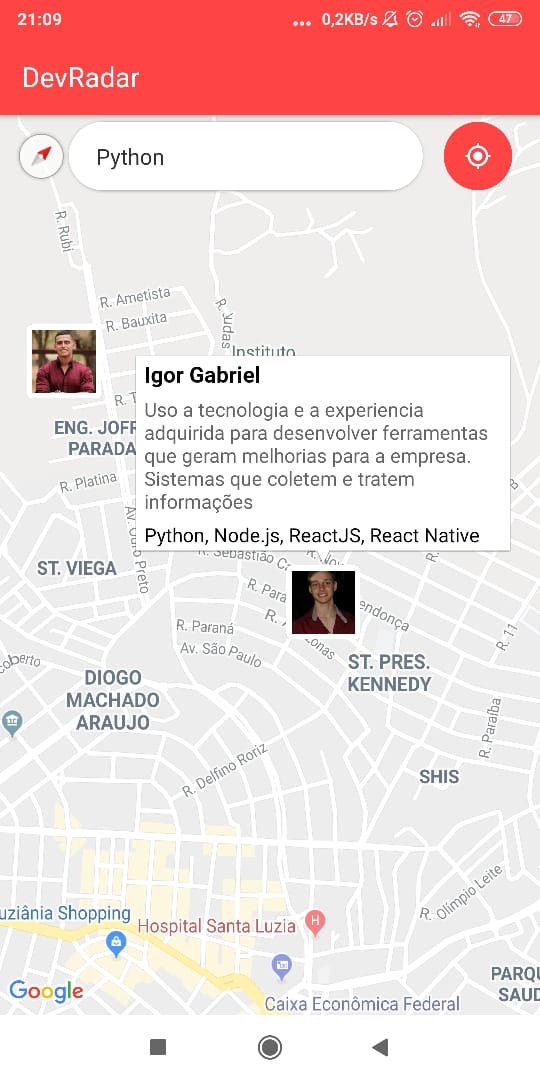 21:09
... 0,2KB/s
47
DevRadar
Python
R. Rubi
R. Ametista
R. Bauxita
R. Vidas
Instituto
Igor Gabriel
Uso a tecnologia e a experiencia
adquirida para desenvolver ferramentas
que geram melhorias para a empresa.
Sistemas que coletem e tratem
informações
Python, Node.js, ReactJS, React Native
ENG. JOFR
PARADA
R. Platina
Av. Ouro Preto
R. Sebastião
ST. VIEGA
R. Para
R. Paraná
Av. São Paulo
ST. PRES.
KENNEDY
R. 11
DIOGO
MACHADO
ARAUJO
R. Paraíba
R. Delfino Roriz
SHIS
R. Olímpio Leite
uziânia Shopping
Hospital Santa Luzia
H
PARQU
SAUD
Google
Caixa Econômica Federal